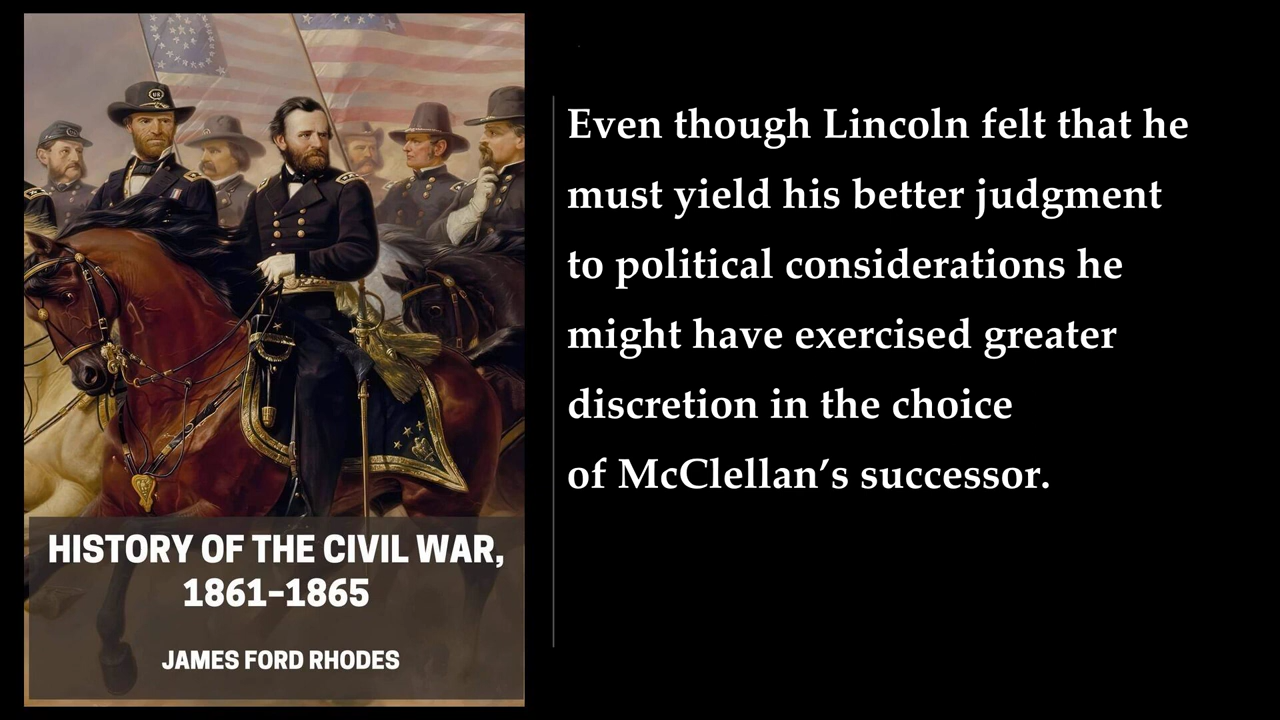 HISTORY OF THE CIVIL WAR,
1861–1865
JAMES FORD RHODES
Even though Lincoln felt that he
must yield his better judgment
to political considerations he
might have exercised greater
discretion in the choice
of McClellan’s successor.